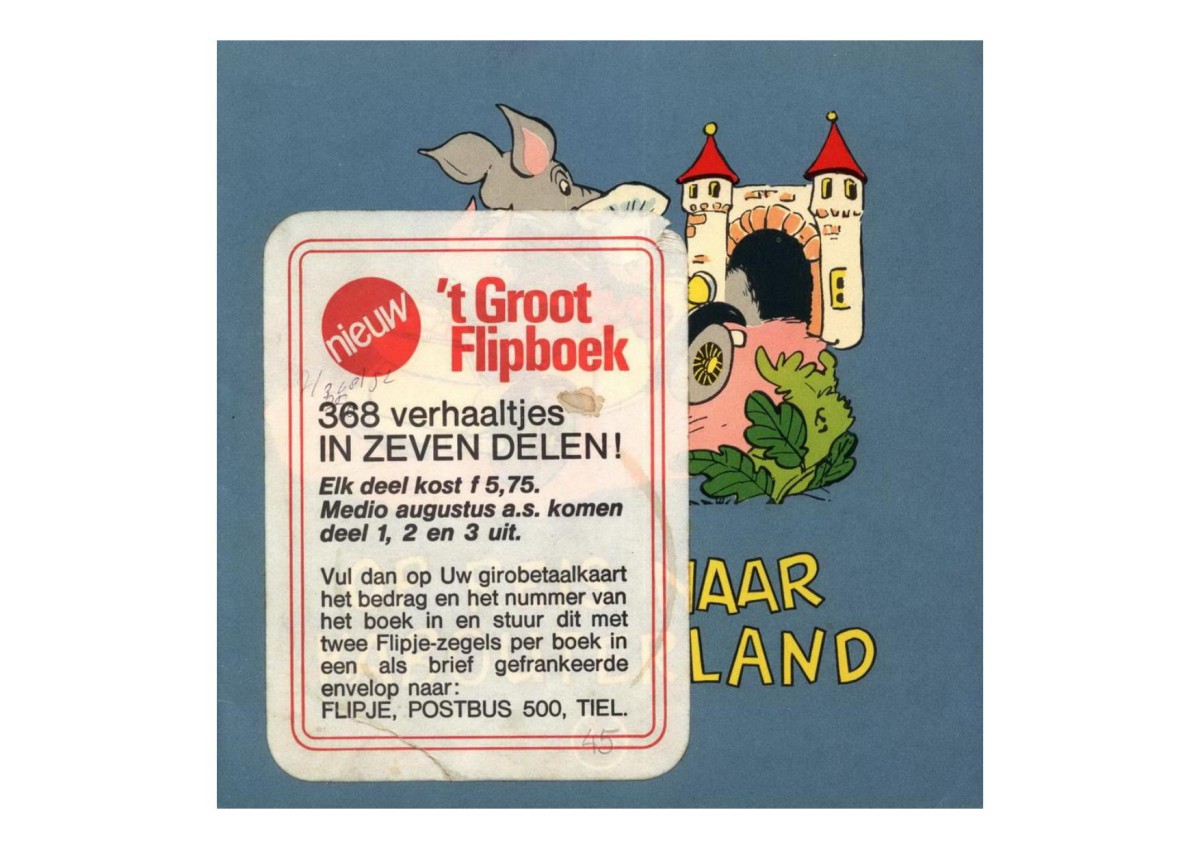 nieuw
't Groot
Flipboek
368 verhaaltjes
IN ZEVEN DELEN!
Elk deel kost f 5,75.
Medio augustus a.s. komen
deel 1, 2 en 3 uit.
Vul dan op Uw girobetaalkaart
het bedrag en het nummer van
het boek in en stuur dit met
twee Flipje-zegels per boek in
een als brief gefrankeerde
envelop naar:
FLIPJE, POSTBUS 500, TIEL.
45
NAAR
LAND